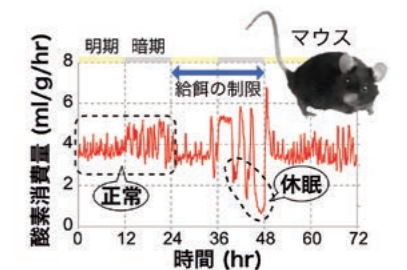 明期 暗期
マウス
給餌の制限
正常
休眠
酸素消費量 (ml/g/hr)
8
6
4
2
0
0 12 24 36 48 60 72
時間 (hr)